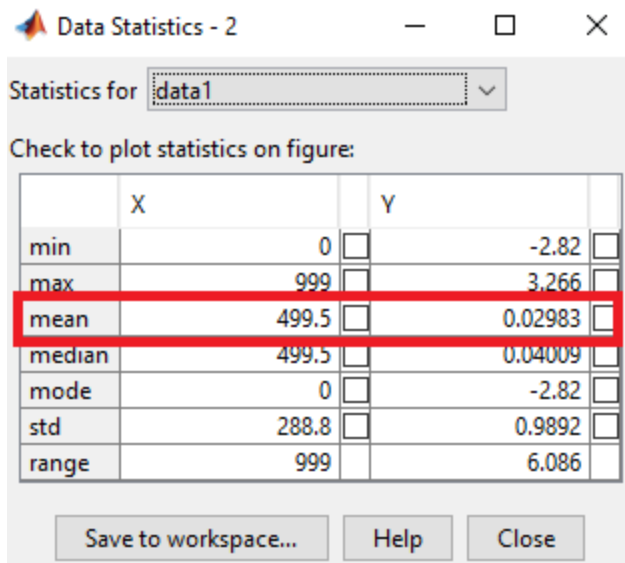 Data Statistics - 2
Statistics for data1
Check to plot statistics on figure:
X Y
min 0 -2.82
max 999 3.266
mean 499.5 0.02983
median 499.5 0.04009
mode 0 -2.82
std 288.8 0.9892
range 999 6.086
Save to workspace... Help Close